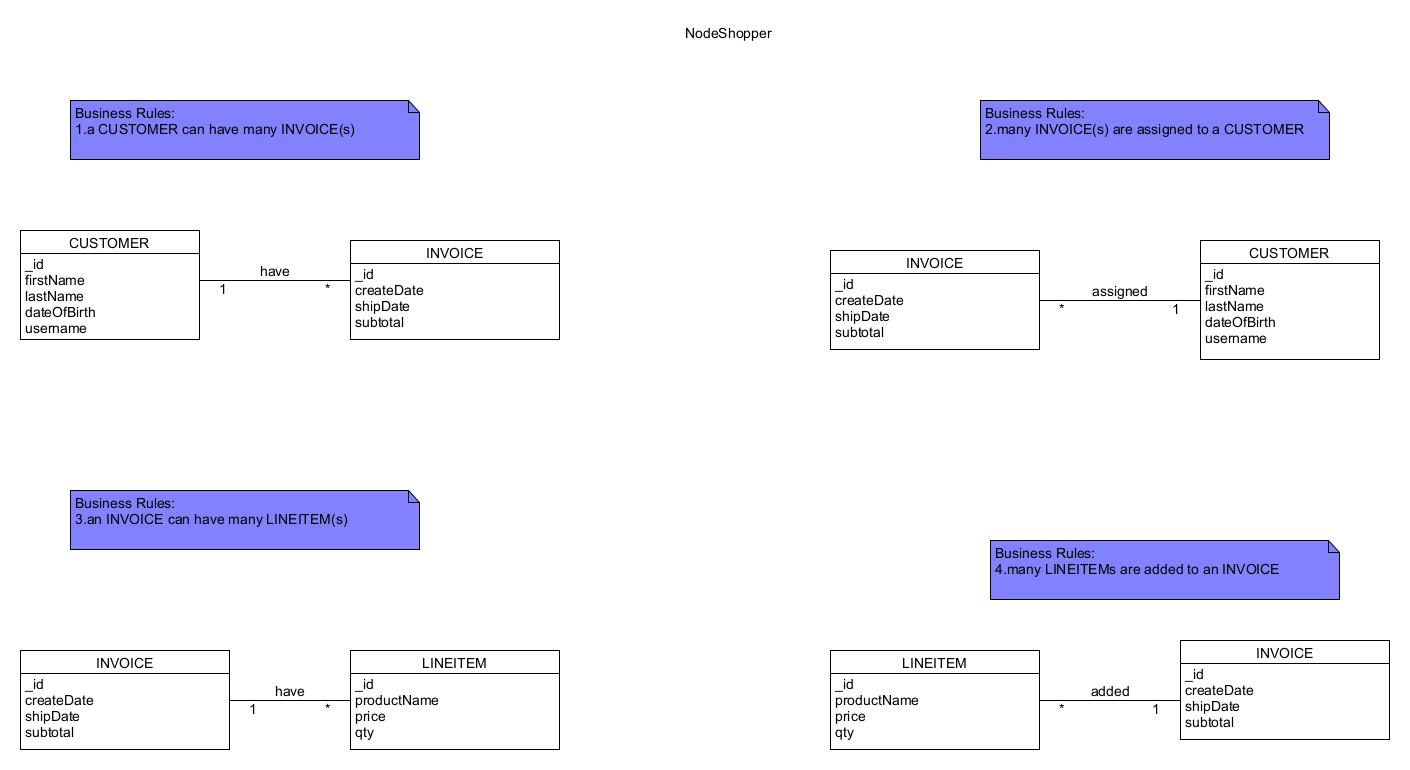 NodeShopper
Business Rules:
1.a CUSTOMER can have many INVOICE(s)
Business Rules:
2.many INVOICE(s) are assigned to a CUSTOMER
CUSTOMER
_id
firstName
lastName
dateOfBirth
username
have
1
*
INVOICE
_id
createDate
shipDate
subtotal
INVOICE
_id
createDate
shipDate
subtotal
assigned
*
1
CUSTOMER
_id
firstName
lastName
dateOfBirth
username
Business Rules:
3.an INVOICE can have many LINEITEM(s)
Business Rules:
4.many LINEITEMs are added to an INVOICE
INVOICE
_id
createDate
shipDate
subtotal
have
1
*
LINEITEM
_id
productName
price
qty
LINEITEM
_id
productName
price
qty
added
*
1
INVOICE
_id
createDate
shipDate
subtotal